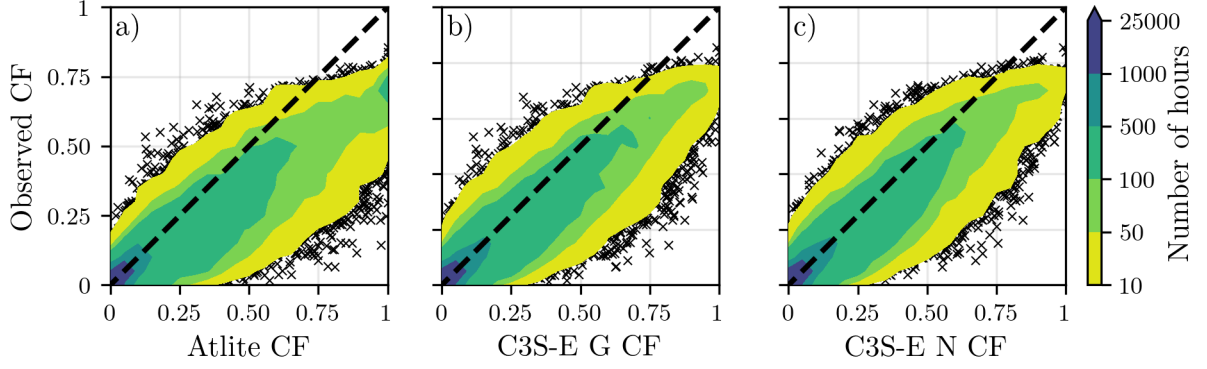 1
0.75
0.50
0.25
0
Observed CF
a)
0 0.25 0.50 0.75 1
Atlite CF
b)
0 0.25 0.50 0.75 1
C3S-E G CF
c)
0 0.25 0.50 0.75 1
C3S-E N CF
25000
1000
500
100
50
10
Number of hours